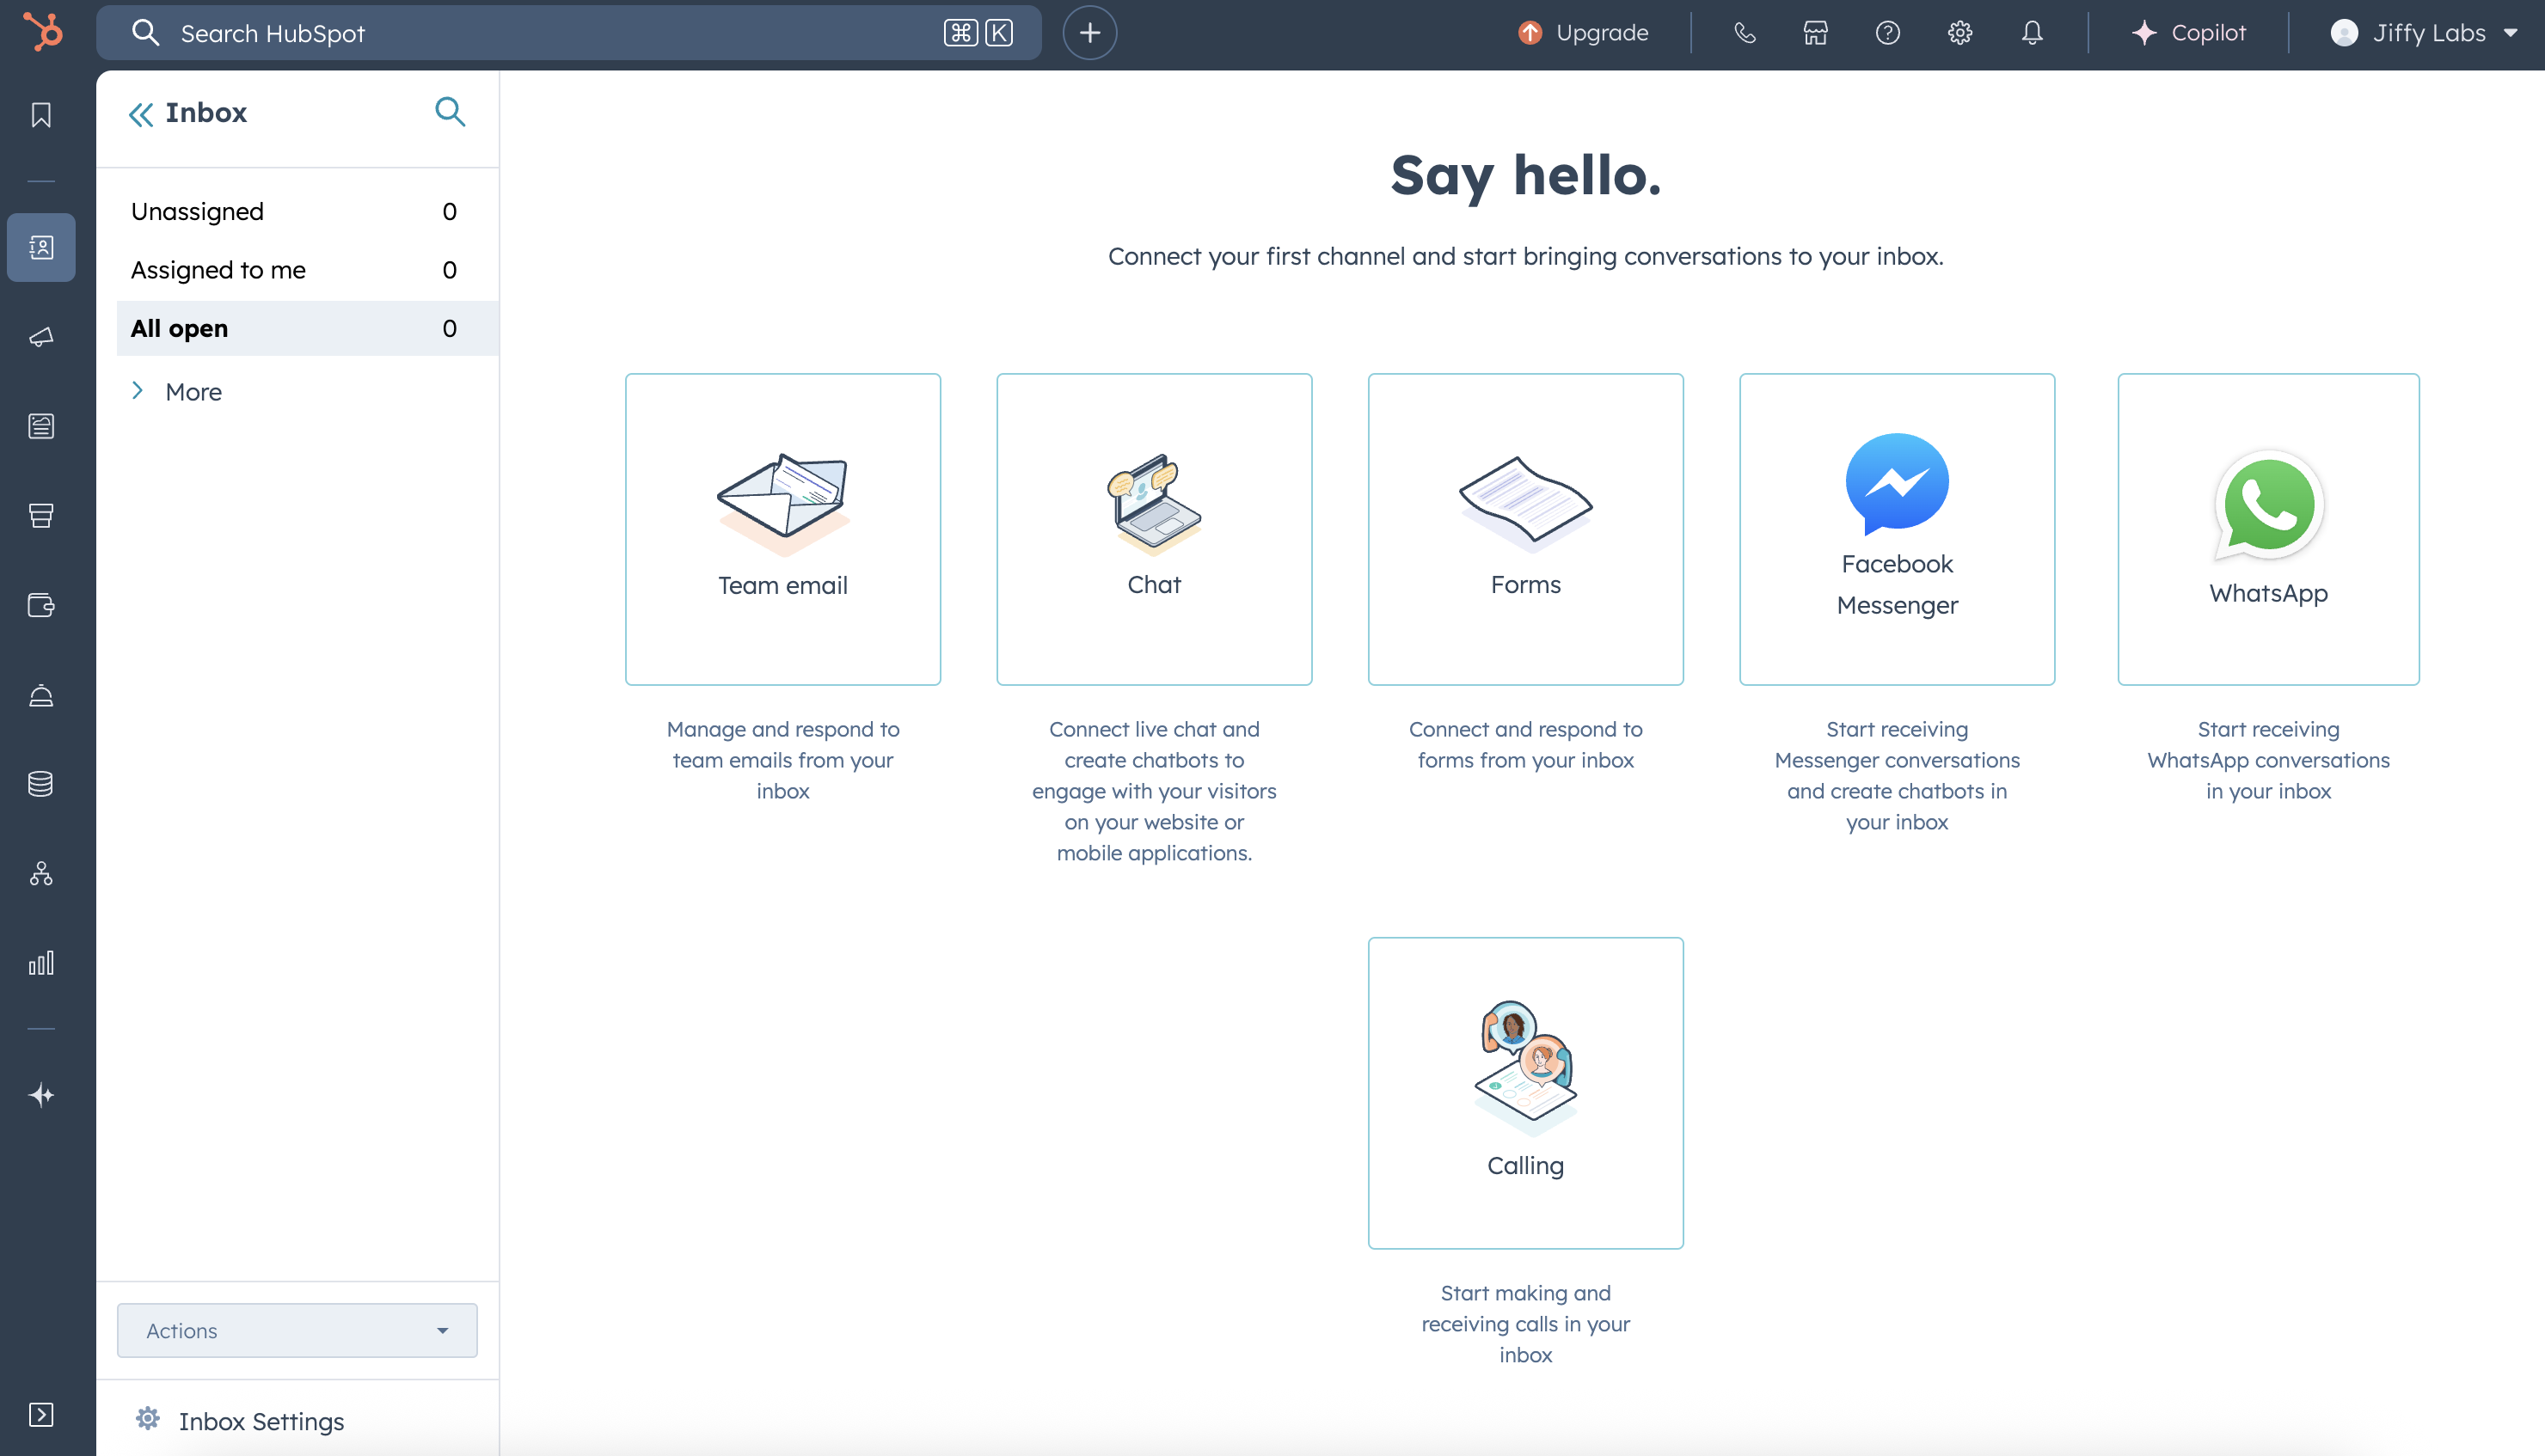 Search HubSpot
⌘ K
Upgrade
Copilot
Jiffy Labs
Inbox
Unassigned 0
Assigned to me 0
All open 0
More
Actions
Inbox Settings
Say hello.
Connect your first channel and start bringing conversations to your inbox.
Team email
Manage and respond to
team emails from your
inbox
Chat
Connect live chat and
create chatbots to
engage with your visitors
on your website or
mobile applications.
Forms
Connect and respond to
forms from your inbox
Facebook
Messenger
Start receiving
Messenger conversations
and create chatbots in
your inbox
WhatsApp
Start receiving
WhatsApp conversations
in your inbox
Calling
Start making and
receiving calls in your
inbox